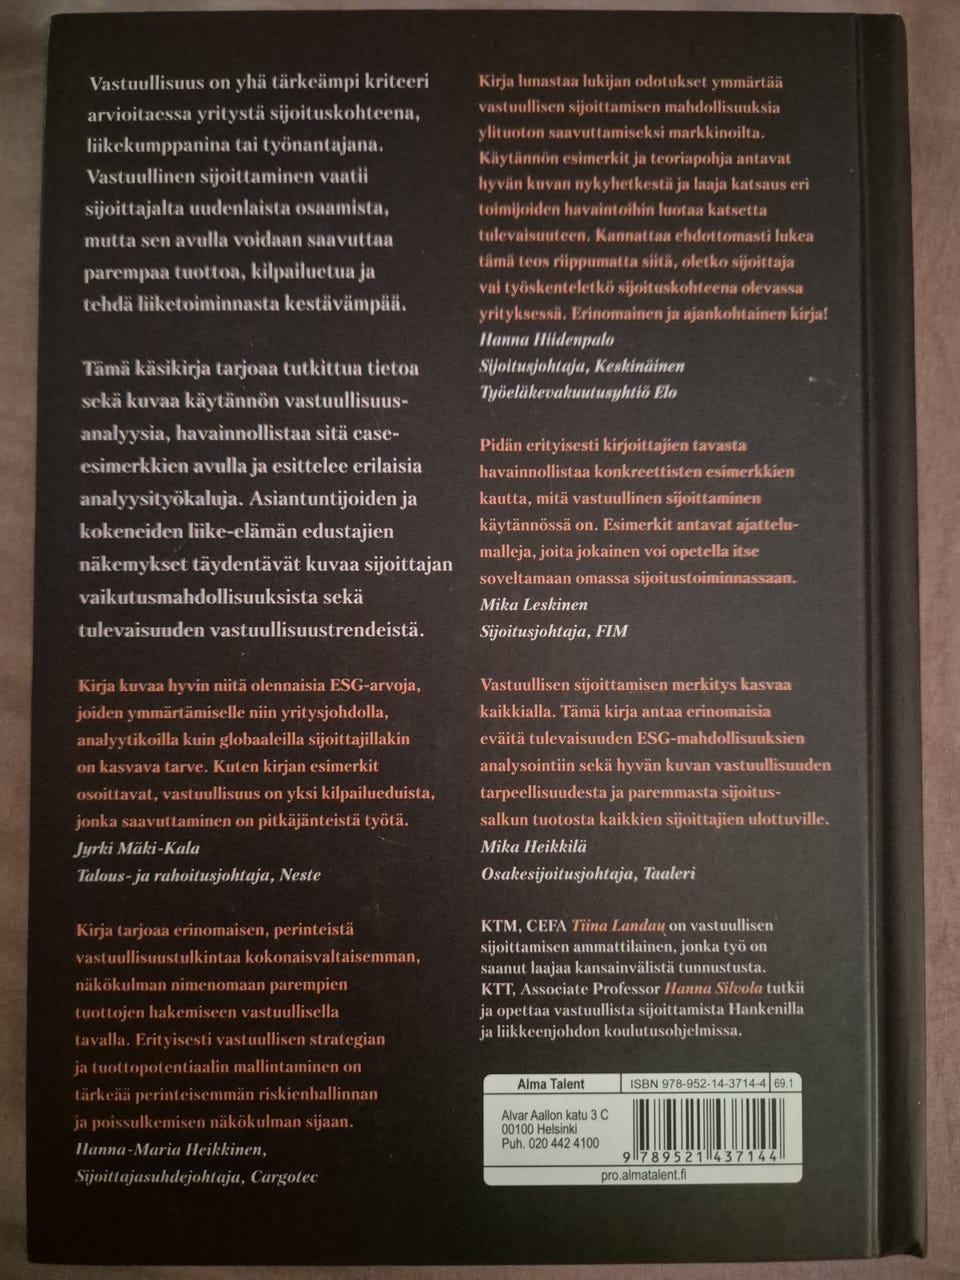 Vastuullisuus on yhä tärkeämpi kriteeri
arvioitaessa yritystä sijoituskohteena,
liikekumppanina tai työnantajana.
Vastuullinen sijoittaminen vaatii
sijoittajalta uudenlaista osaamista,
mutta sen avulla voidaan saavuttaa
parempaa tuottoa, kilpailuetua ja
tehdä liiketoiminnasta kestävämpää.
Tämä käsikirja tarjoaa tutkittua tietoa
sekä kuvaa käytännön vastuullisuus-
analyysia, havainnollistaa sitä case-
esimerkkien avulla ja esittelee erilaisia
analyysityökaluja. Asiantuntijoiden ja
kokeneiden liike-elämän edustajien
näkemykset täydentävät kuvaa sijoittajan
vaikutusmahdollisuuksista sekä
tulevaisuuden vastuullisuustrendeistä.
Kirja kuvaa hyvin niitä olennaisia ESG-arvoja,
joiden ymmärtämiselle niin yritysjohdolla,
analyytikoilla kuin globaaleilla sijoittajillakin
on kasvava tarve. Kuten kirjan esimerkit
osoittavat, vastuullisuus on yksi kilpailueduista,
jonka saavuttaminen on pitkäjänteistä työtä.
Jyrki Mäki-Kala
Talous- ja rahoitusjohtaja, Neste
Kirja tarjoaa erinomaisen, perinteistä
vastuullisuustulkintaa kokonaisvaltaisemman,
näkökulman nimenomaan parempien
tuottojen hakemiseen vastuullisella
tavalla. Erityisesti vastuullisen strategian
ja tuottopotentiaalin mallintaminen on
tärkeää perinteisemmän riskienhallinnan
ja poissulkemisen näkökulman sijaan.
Hanna-Maria Heikkinen,
Sijoittajasuhdejohtaja, Cargotec
Kirja lunastaa lukijan odotukset ymmärtää
vastuullisen sijoittamisen mahdollisuuksia
ylituoton saavuttamiseksi markkinoilta.
Käytännön esimerkit ja teoriapohja antavat
hyvän kuvan nykyhetkestä ja laaja katsaus eri
toimijoiden havaintoihin luotaa katsetta
tulevaisuuteen. Kannattaa ehdottomasti lukea
tämä teos riippumatta siitä, oletko sijoittaja
vai työskenteletkö sijoituskohteena olevassa
yrityksessä. Erinomainen ja ajankohtainen kirja!
Hanna Hiidenpalo
Sijoitusjohtaja, Keskinäinen
Työeläkevakuutusyhtiö Elo
Pidän erityisesti kirjoittajien tavasta
havainnollistaa konkreettisten esimerkkien
kautta, mitä vastuullinen sijoittaminen
käytännössä on. Esimerkit antavat ajattelu-
malleja, joita jokainen voi opetella itse
soveltamaan omassa sijoitustoiminnassaan.
Mika Leskinen
Sijoitusjohtaja, FIM
Vastuullisen sijoittamisen merkitys kasvaa
kaikkialla. Tämä kirja antaa erinomaisia
eväitä tulevaisuuden ESG-mahdollisuuksien
analysointiin sekä hyvän kuvan vastuullisuuden
tarpeellisuudesta ja paremmasta sijoitus-
salkun tuotosta kaikkien sijoittajien ulottuville.
Mika Heikkilä
Osakesijoitusjohtaja, Taaleri
KTM, CEFA Tiina Landau on vastuullisen
sijoittamisen ammattilainen, jonka työ on
saanut laajaa kansainvälistä tunnustusta.
KTT, Associate Professor Hanna Silvola tutkii
ja opettaa vastuullista sijoittamista Hankenilla
ja liikkeenjohdon koulutusohjelmissa.
Alma Talent ISBN 978-952-14-3714-4 69.1
Alvar Aallon katu 3 C
00100 Helsinki
Puh. 020 442 4100
9 789521 437144
pro.almatalent.fi